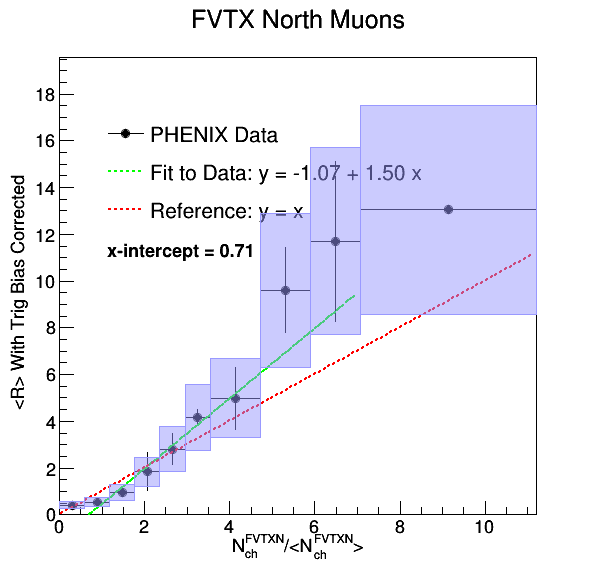 FVTX North Muons
<R> With Trig Bias Corrected
18
16
14
12
10
8
6
4
2
0
PHENIX Data
Fit to Data: y = -1.07 + 1.50 x
Reference: y = x
x-intercept = 0.71
0 2 4 6 8 10
N_ch^FVTXN/<N_ch^FVTXN>